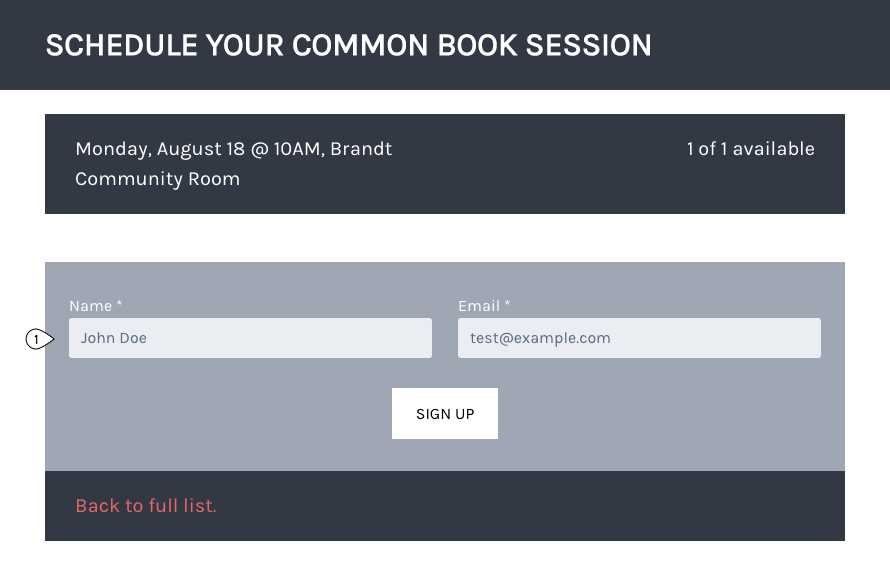 SCHEDULE YOUR COMMON BOOK SESSION
Monday, August 18 @ 10AM, Brandt
Community Room
1 of 1 available
Name *
Email *
1
John Doe
test@example.com
SIGN UP
Back to full list.